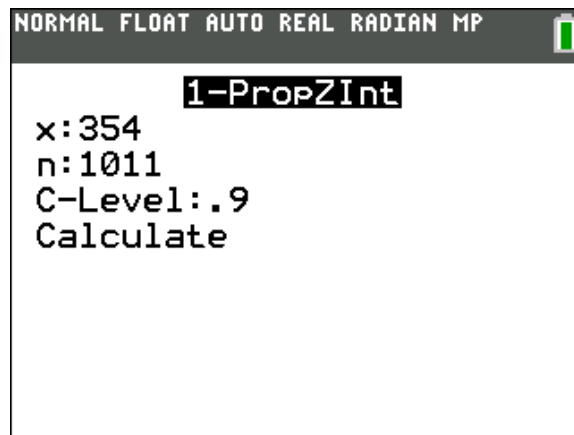 NORMAL FLOAT AUTO REAL RADIAN MP
1-PropZInt
x:354
n:1011
C-Level:.9
Calculate